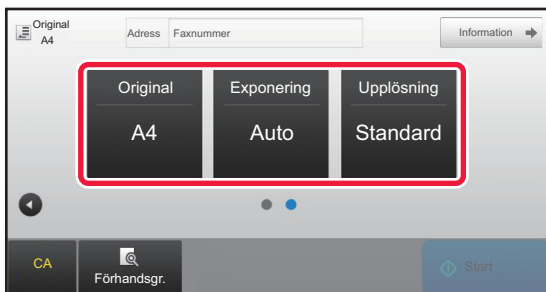 Original
A4
Adress Faxnummer
Information
Original Exponering Upplösning
A4 Auto Standard
CA
Förhandsgr.
Start